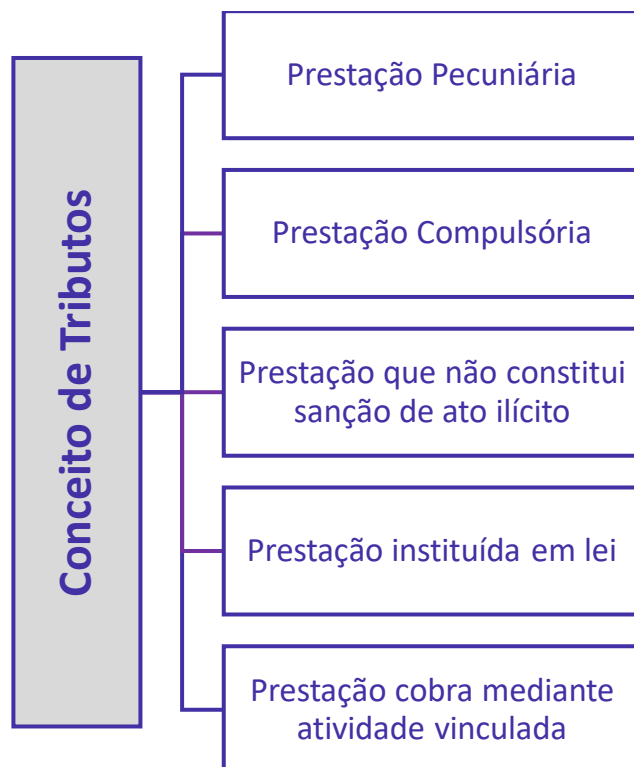 Conceito de Tributos
Prestação Pecuniária
Prestação Compulsória
Prestação que não constitui
sanção de ato ilícito
Prestação instituída em lei
Prestação cobra mediante
atividade vinculada